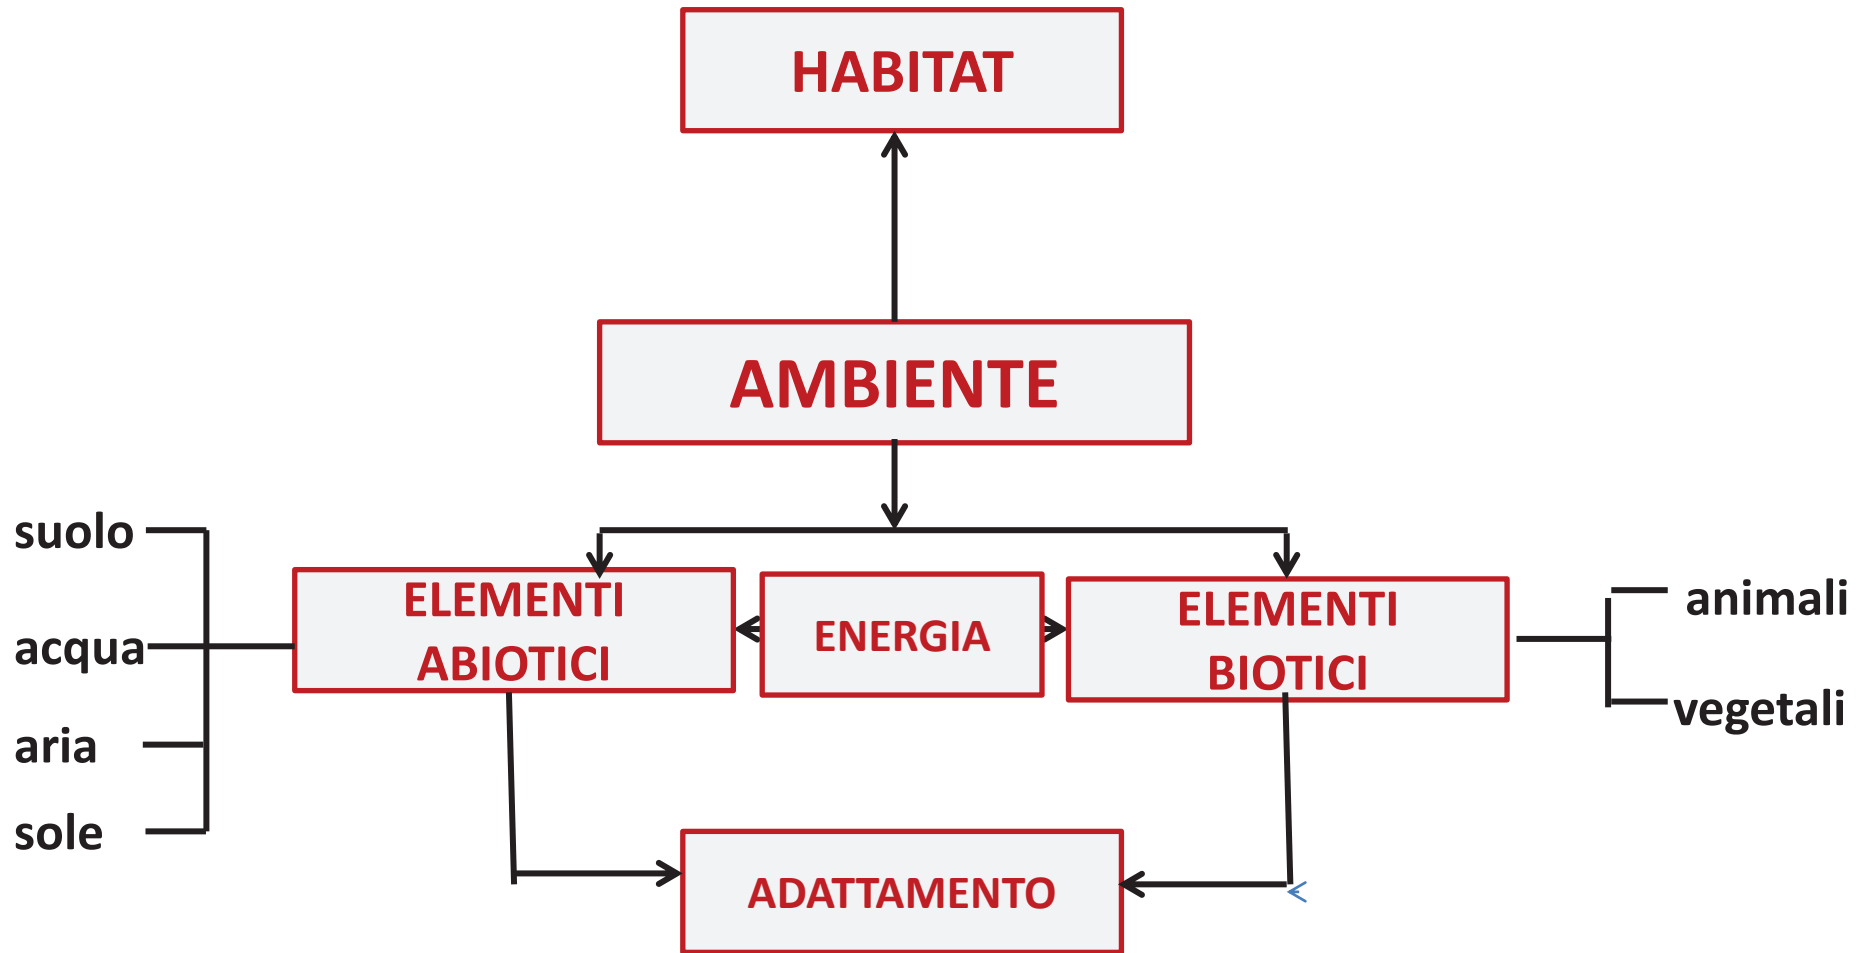 HABITAT
AMBIENTE
suolo
acqua
aria
sole
ELEMENTI
ABIOTICI
ENERGIA
ELEMENTI
BIOTICI
animali
vegetali
ADATTAMENTO